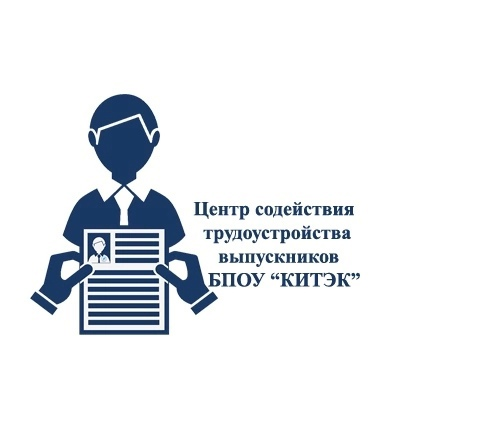 Центр содействия
трудоустройства
выпускников
БПОУ “КИТЭК”